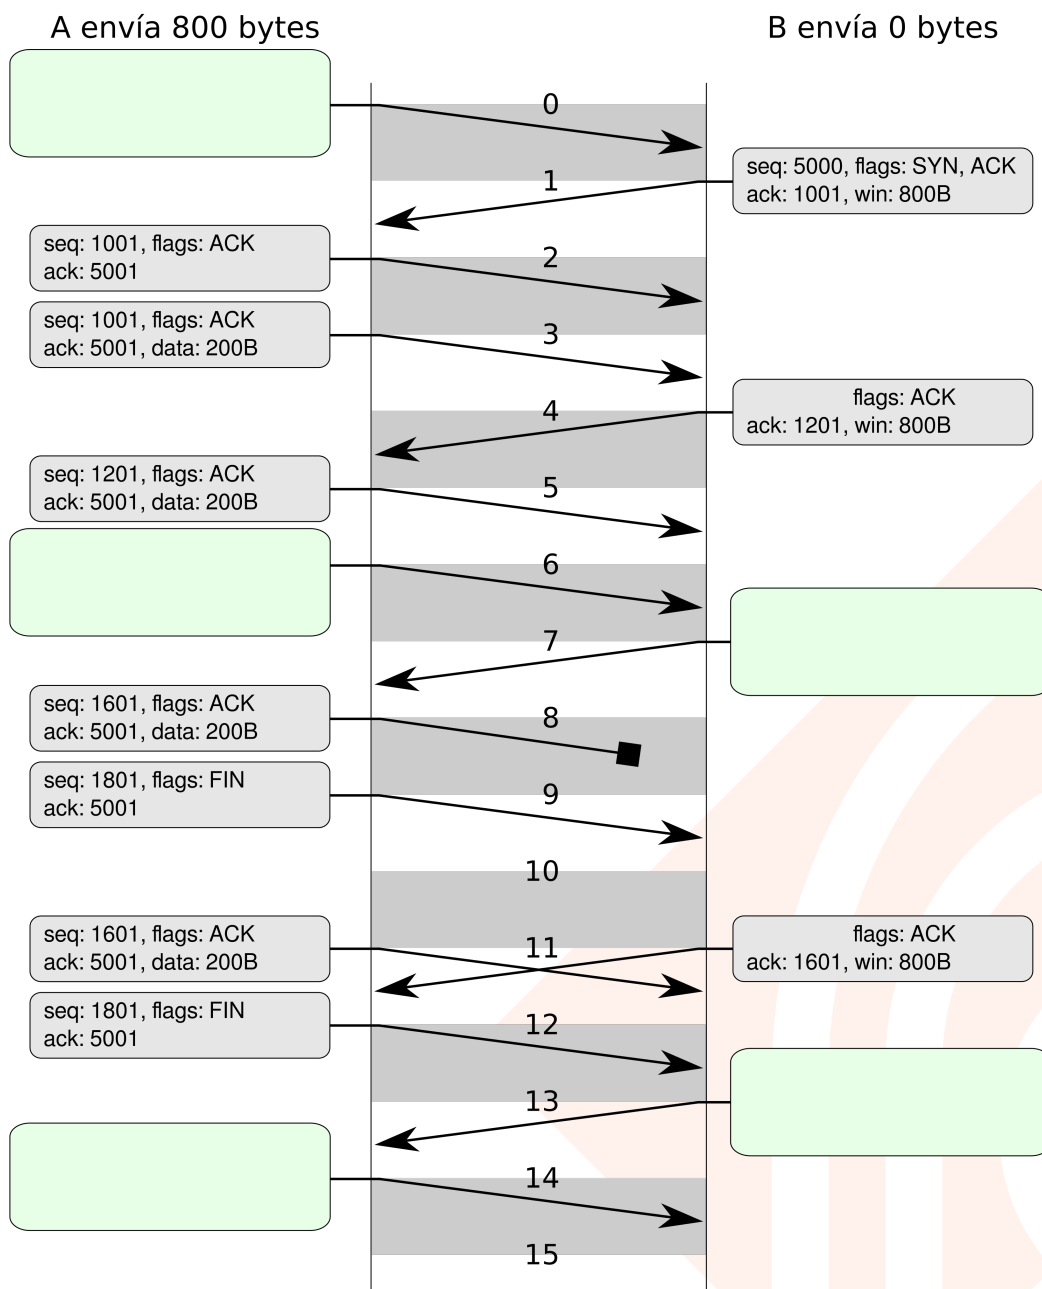 A envía 800 bytes
B envía 0 bytes
0
1
seq: 5000, flags: SYN, ACK
ack: 1001, win: 800B
seq: 1001, flags: ACK
ack: 5001
2
seq: 1001, flags: ACK
ack: 5001, data: 200B
3
4
flags: ACK
ack: 1201, win: 800B
seq: 1201, flags: ACK
ack: 5001, data: 200B
5
6
7
seq: 1601, flags: ACK
ack: 5001, data: 200B
8
seq: 1801, flags: FIN
ack: 5001
9
10
seq: 1601, flags: ACK
ack: 5001, data: 200B
11
flags: ACK
ack: 1601, win: 800B
seq: 1801, flags: FIN
ack: 5001
12
13
14
15